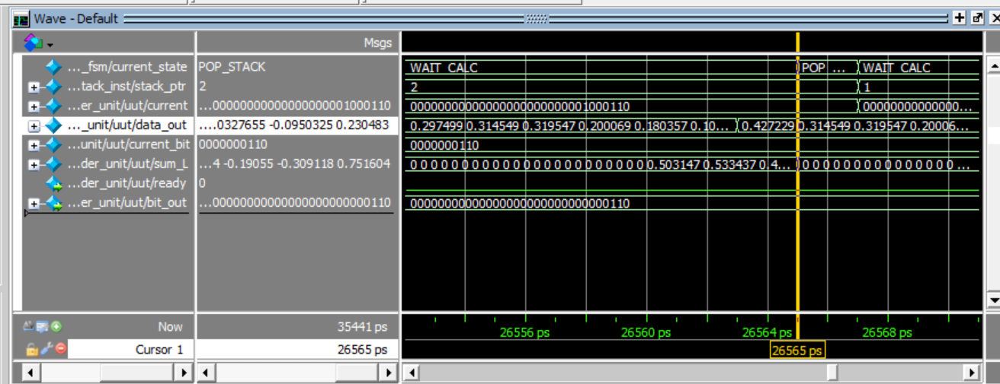 Wave - Default
Msgs
..._fsm/current_state POP_STACK WAIT_CALC POP_... WAIT_CALC
...tack_inst/stack_ptr 2 2 1
...er_unit/uut/current ...00000000000000000000001000110 00000000000000000000000001000110 00000000000000...
..._unit/uut/data_out ....0327655 -0.0950325 0.230483 0.297499 0.314549 0.319547 0.200069 0.180357 0.10... 0.427229 0.314549 0.319547 0.20006...
...unit/uut/current_bit 0000000110 0000000110
...der_unit/uut/sum_L ...4 -0.19055 -0.309118 0.751604 0 0 0 0 0 0 0 0 0 0 0 0 0 0 0 0 0 0 0 0 0 0 0 0.503147 0.533437 0.4... 0 0 0 0 0 0 0 0 0 0 0 0 0 0 0 0 ...
...der_unit/uut/ready 0
...er_unit/uut/bit_out ...00000000000000000000000000110 00000000000000000000000000000110
Now 35441 ps 26556 ps 26560 ps 26564 ps 26568 ps
Cursor 1 26565 ps 26565 ps